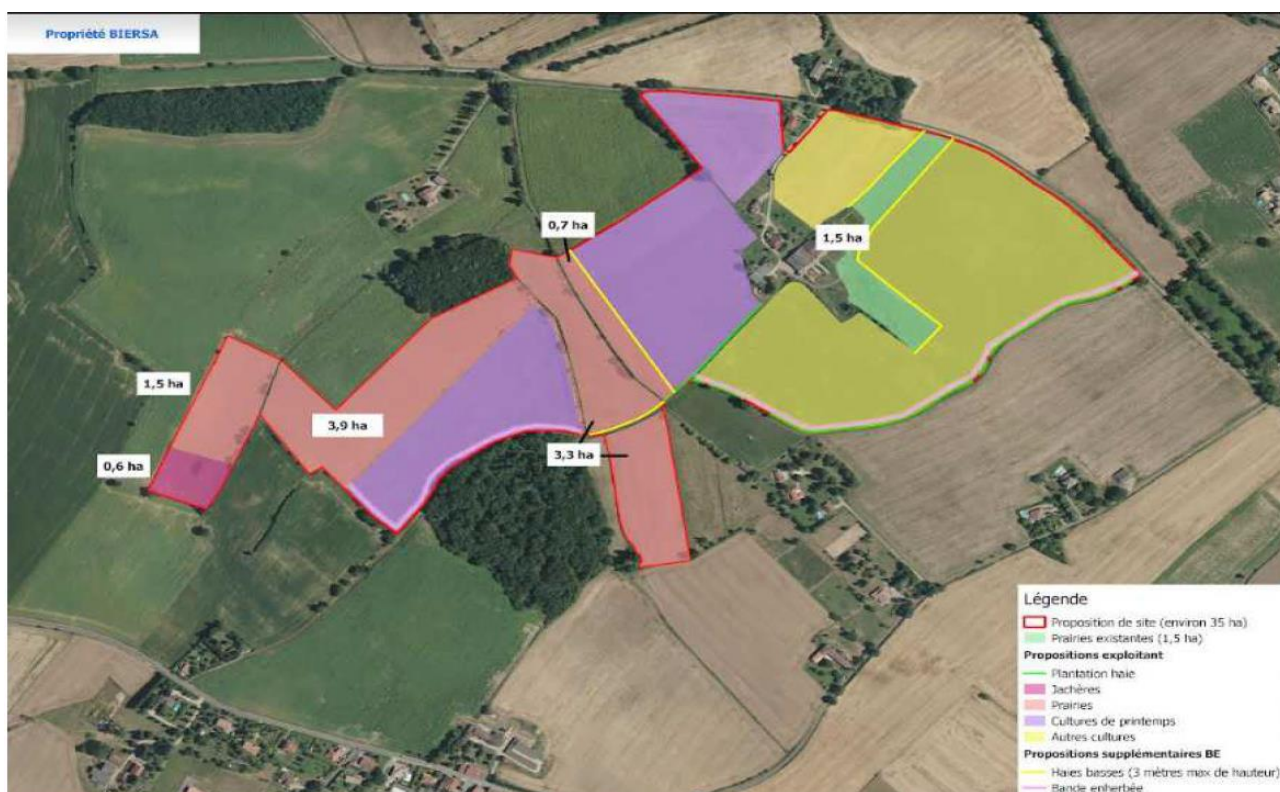 Propriété BIERSA
0,7 ha
1,5 ha
1,5 ha
3,9 ha
0,6 ha
3,3 ha
Légende
Proposition de site (environ 35 ha)
Prairies existantes (1,5 ha)
Propositions exploitant
Plantation haie
Jachères
Prairies
Cultures de printemps
Autres cultures
Propositions supplémentaires BE
Haies basses (3 mètres max de hauteur)
Bande enherbée